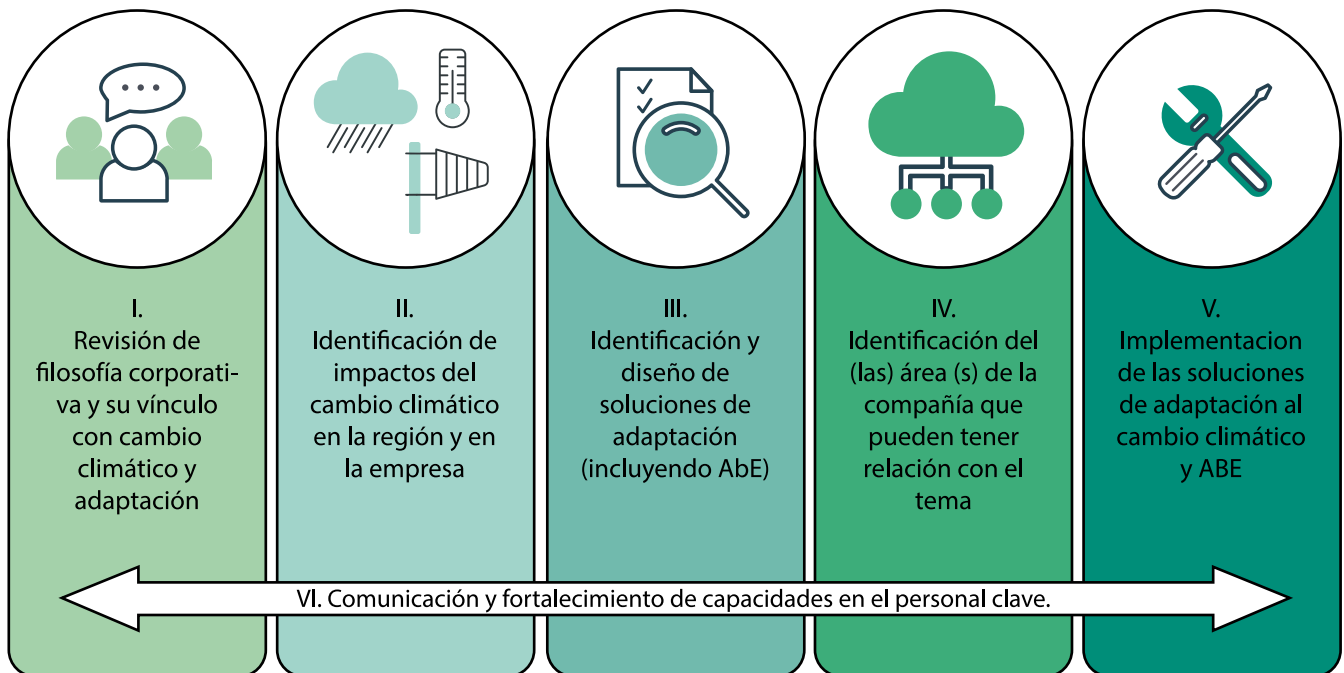 I.
Revisión de
filosofía corporati-
va y su vínculo
con cambio
climático y
adaptación
II.
Identificación de
impactos del
cambio climático
en la región y en
la empresa
III.
Identificación y
diseño de
soluciones de
adaptación
(incluyendo AbE)
IV.
Identificación del
(las) área (s) de la
compañía que
pueden tener
relación con el
tema
V.
Implementacion
de las soluciones
de adaptación al
cambio climático
y ABE
VI. Comunicación y fortalecimiento de capacidades en el personal clave.